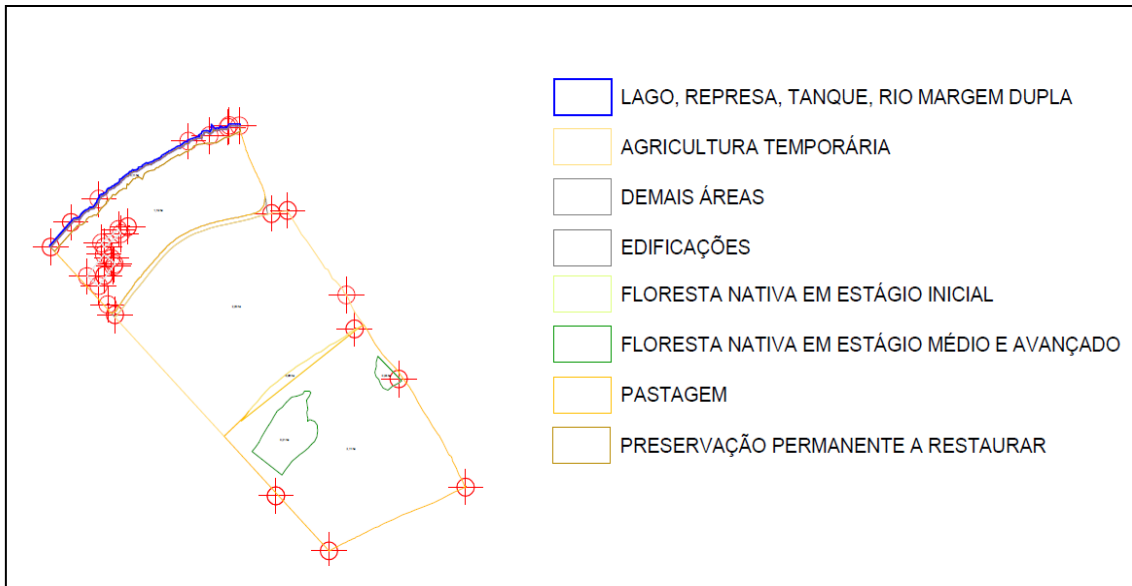 LAGO, REPRESA, TANQUE, RIO MARGEM DUPLA
AGRICULTURA TEMPORÁRIA
DEMAIS ÁREAS
EDIFICAÇÕES
FLORESTA NATIVA EM ESTÁGIO INICIAL
FLORESTA NATIVA EM ESTÁGIO MÉDIO E AVANÇADO
PASTAGEM
PRESERVAÇÃO PERMANENTE A RESTAURAR